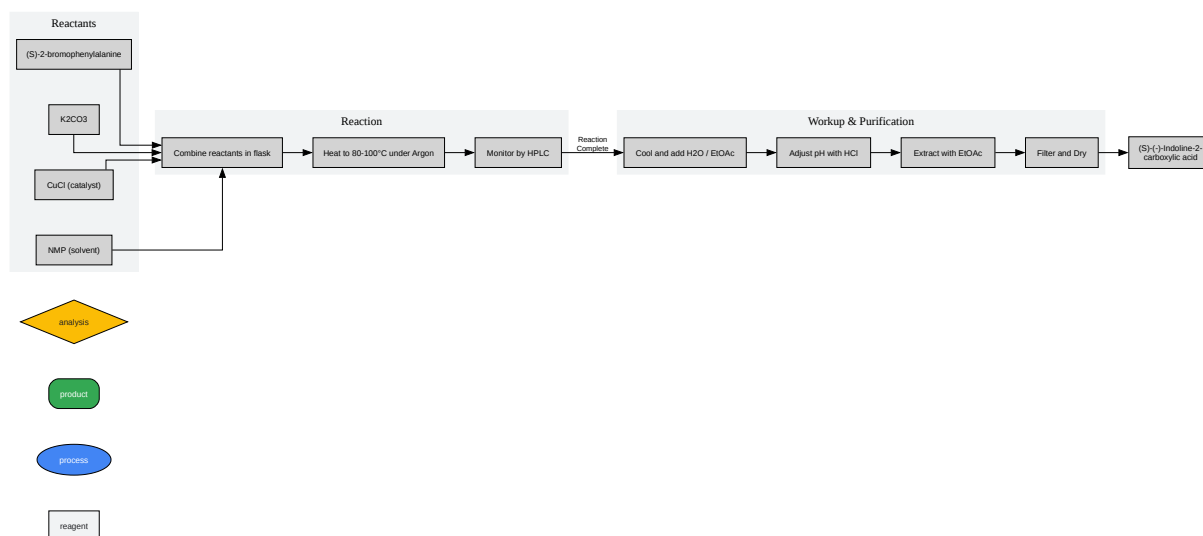 Reactants
(S)-2-bromophenylalanine
K2CO3
CuCl (catalyst)
NMP (solvent)
Reaction
Combine reactants in flask
Heat to 80-100°C under Argon
Monitor by HPLC
Reaction
Complete
Workup & Purification
Cool and add H2O / EtOAc
Adjust pH with HCl
Extract with EtOAc
Filter and Dry
(S)-(-)-Indoline-2-
carboxylic acid
analysis
product
process
reagent